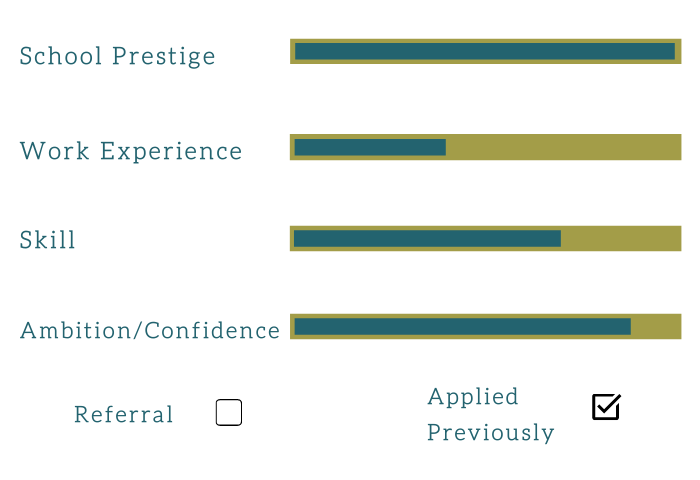 School Prestige
Work Experience
Skill
Ambition/Confidence
Referral
Applied
Previously